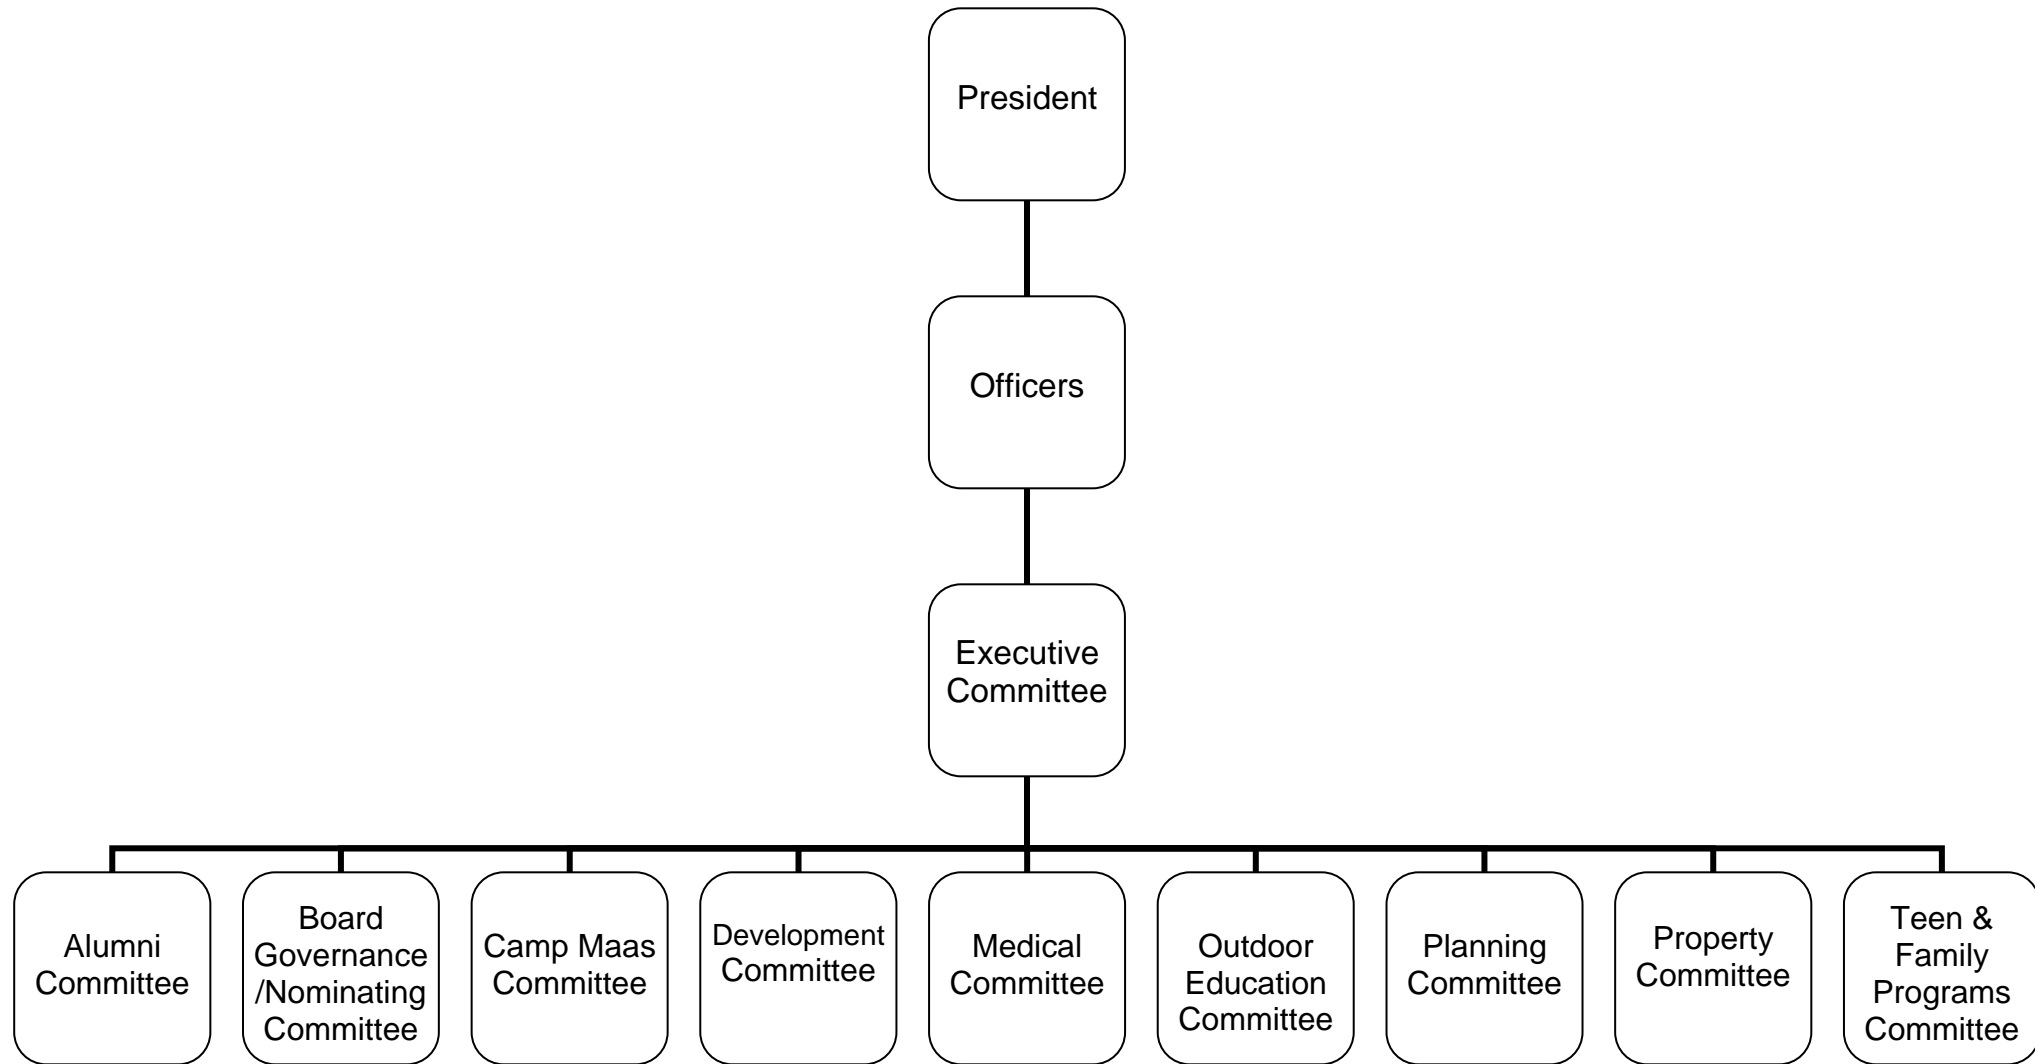 President
Officers
Executive
Committee
Alumni
Committee
Board
Governance
/Nominating
Committee
Camp Maas
Committee
Development
Committee
Medical
Committee
Outdoor
Education
Committee
Planning
Committee
Property
Committee
Teen &
Family
Programs
Committee